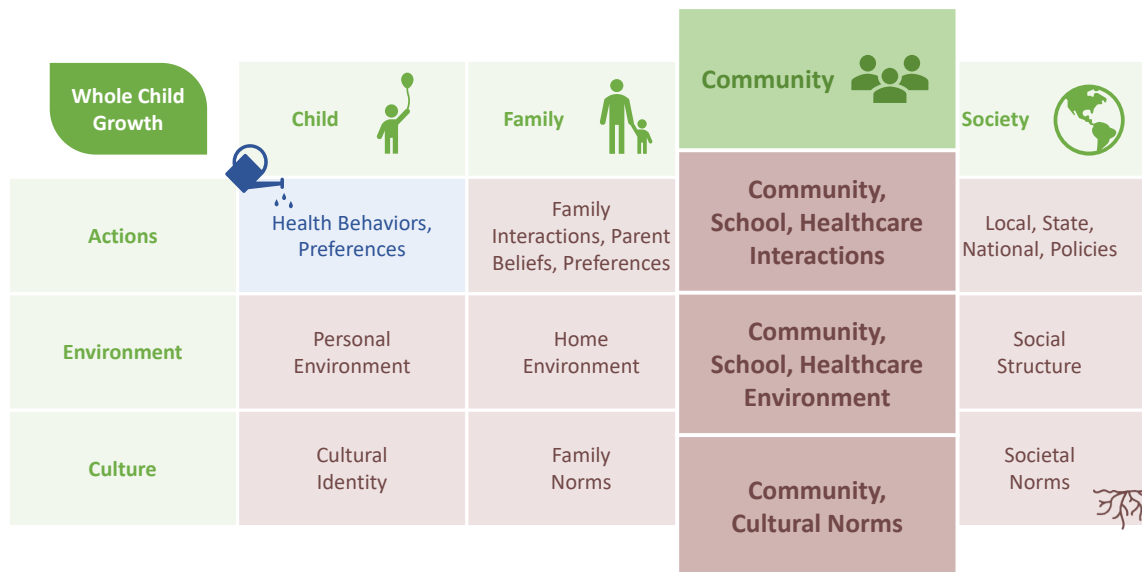 Whole Child
Growth
Child
Family
Community
Society
Actions
Health Behaviors,
Preferences
Family
Interactions, Parent
Beliefs, Preferences
Community,
School, Healthcare
Interactions
Local, State,
National, Policies
Environment
Personal
Environment
Home
Environment
Community,
School, Healthcare
Environment
Social
Structure
Culture
Cultural
Identity
Family
Norms
Community,
Cultural Norms
Societal
Norms